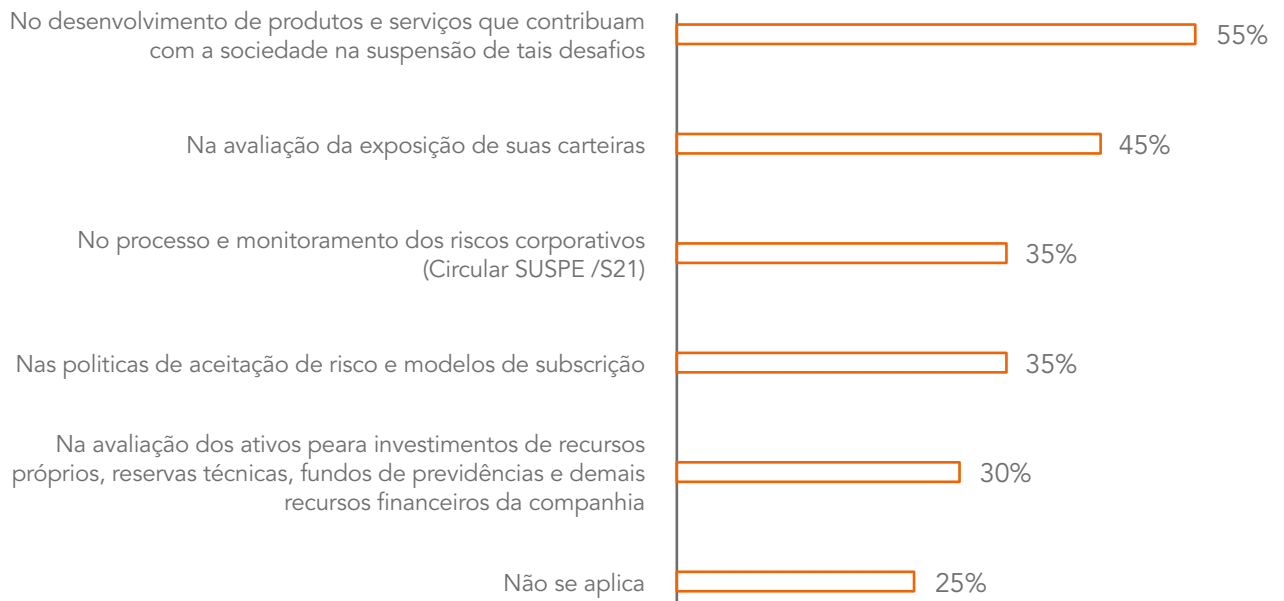 No desenvolvimento de produtos e serviços que contribuam
com a sociedade na suspensão de tais desafios
55%
Na avaliação da exposição de suas carteiras
45%
No processo e monitoramento dos riscos corporativos
(Circular SUSPE /S21)
35%
Nas politicas de aceitação de risco e modelos de subscrição
35%
Na avaliação dos ativos peara investimentos de recursos
próprios, reservas técnicas, fundos de previdências e demais
recursos financeiros da companhia
30%
Não se aplica
25%